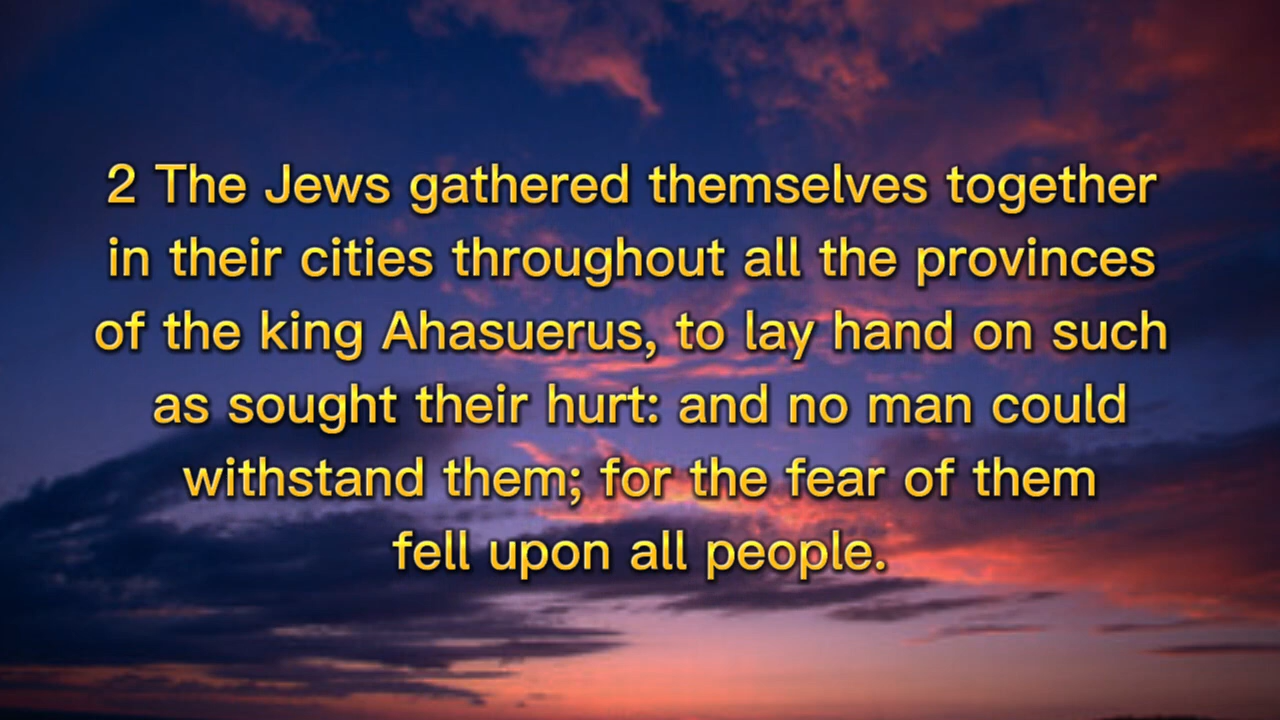 2 The Jews gathered themselves together
in their cities throughout all the provinces
of the king Ahasuerus, to lay hand on such
as sought their hurt: and no man could
withstand them; for the fear of them
fell upon all people.